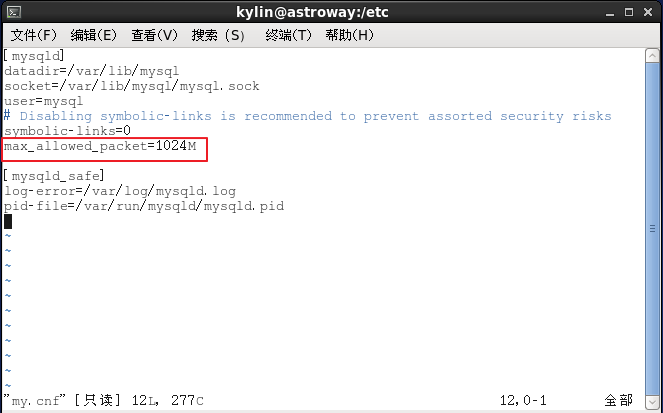 kylin@astroway:/etc
文件(F) 编辑(E) 查看(V) 搜索 (S) 终端(T) 帮助(H)
[mysqld]
datadir=/var/lib/mysql
socket=/var/lib/mysql/mysql.sock
user=mysql
# Disabling symbolic-links is recommended to prevent assorted security risks
symbolic-links=0
max_allowed_packet=1024M
[mysqld_safe]
log-error=/var/log/mysqld.log
pid-file=/var/run/mysqld/mysqld.pid
~
~
~
~
~
~
~
~
~
~
"my.cnf" [只读] 12L, 277C 12,0-1 全部